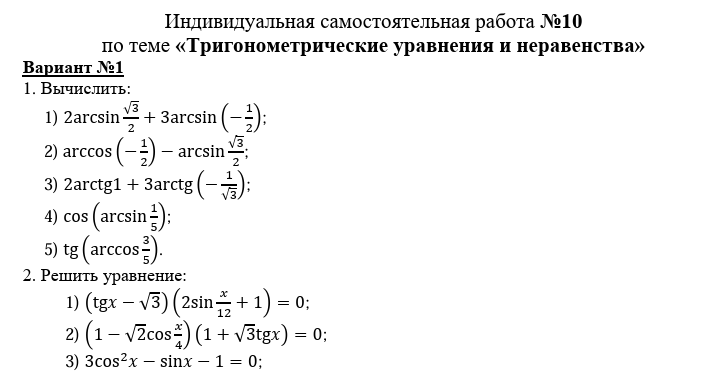 Индивидуальная самостоятельная работа №10
по теме «Тригонометрические уравнения и неравенства»
Вариант №1
1. Вычислить:
1) 2arcsin √3/2 + 3arcsin (−1/2);
2) arccos (−1/2) − arcsin √3/2;
3) 2arctg1 + 3arctg (−1/√3);
4) cos (arcsin 1/5);
5) tg (arccos 3/5).
2. Решить уравнение:
1) (tgx − √3)(2sin x/12 + 1) = 0;
2) (1 − √2cos x/4)(1 + √3tgx) = 0;
3) 3cos²x − sinx − 1 = 0;